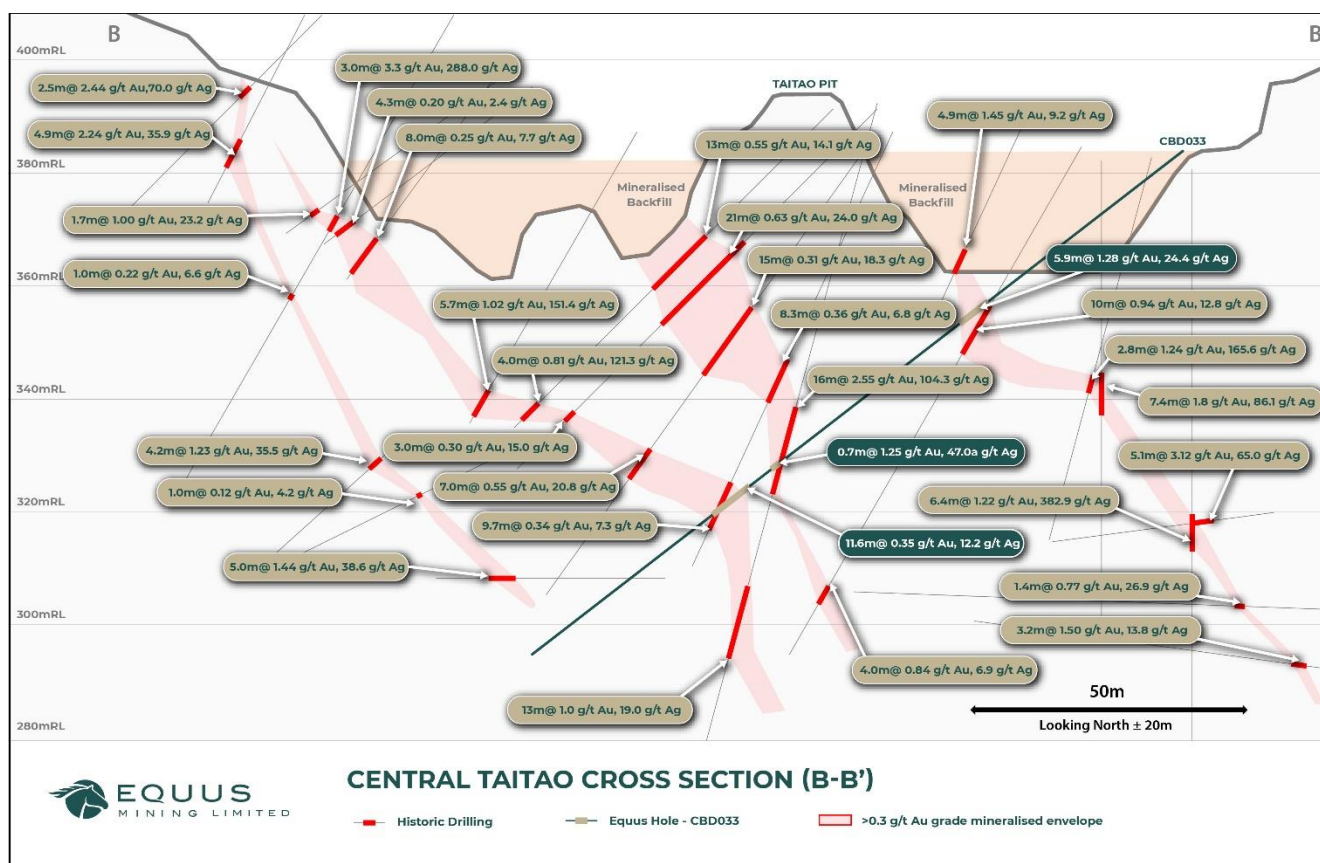 B
B
400mRL
3.0m@ 3.3 g/t Au, 288.0 g/t Ag
TAITAO PIT
2.5m@ 2.44 g/t Au,70.0 g/t Ag
4.3m@ 0.20 g/t Au, 2.4 g/t Ag
4.9m@ 1.45 g/t Au, 9.2 g/t Ag
CBD033
4.9m@ 2.24 g/t Au, 35.9 g/t Ag
8.0m@ 0.25 g/t Au, 7.7 g/t Ag
13m@ 0.55 g/t Au, 14.1 g/t Ag
380mRL
Mineralised
Backfill
Mineralised
Backfill
1.7m@ 1.00 g/t Au, 23.2 g/t Ag
21m@ 0.63 g/t Au, 24.0 g/t Ag
15m@ 0.31 g/t Au, 18.3 g/t Ag
5.9m@ 1.28 g/t Au, 24.4 g/t Ag
360mRL
1.0m@ 0.22 g/t Au, 6.6 g/t Ag
5.7m@ 1.02 g/t Au, 151.4 g/t Ag
8.3m@ 0.36 g/t Au, 6.8 g/t Ag
10m@ 0.94 g/t Au, 12.8 g/t Ag
4.0m@ 0.81 g/t Au, 121.3 g/t Ag
2.8m@ 1.24 g/t Au, 165.6 g/t Ag
16m@ 2.55 g/t Au, 104.3 g/t Ag
340mRL
7.4m@ 1.8 g/t Au, 86.1 g/t Ag
4.2m@ 1.23 g/t Au, 35.5 g/t Ag
3.0m@ 0.30 g/t Au, 15.0 g/t Ag
0.7m@ 1.25 g/t Au, 47.0a g/t Ag
5.1m@ 3.12 g/t Au, 65.0 g/t Ag
1.0m@ 0.12 g/t Au, 4.2 g/t Ag
7.0m@ 0.55 g/t Au, 20.8 g/t Ag
6.4m@ 1.22 g/t Au, 382.9 g/t Ag
320mRL
9.7m@ 0.34 g/t Au, 7.3 g/t Ag
11.6m@ 0.35 g/t Au, 12.2 g/t Ag
5.0m@ 1.44 g/t Au, 38.6 g/t Ag
1.4m@ 0.77 g/t Au, 26.9 g/t Ag
300mRL
3.2m@ 1.50 g/t Au, 13.8 g/t Ag
4.0m@ 0.84 g/t Au, 6.9 g/t Ag
13m@ 1.0 g/t Au, 19.0 g/t Ag
50m
Looking North ± 20m
280mRL
EQUUS
MINING LIMITED
CENTRAL TAITAO CROSS SECTION (B-B’)
Historic Drilling
Equus Hole - CBD033
>0.3 g/t Au grade mineralised envelope